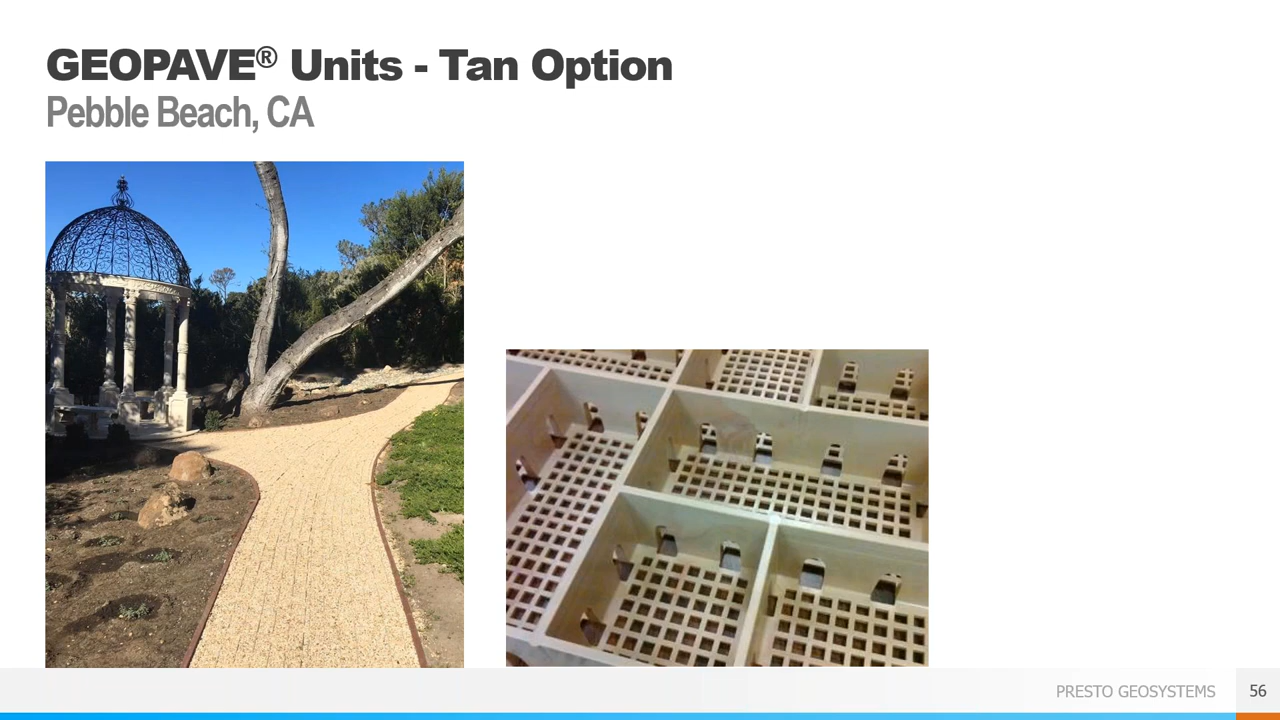 GEOPAVE® Units - Tan Option
Pebble Beach, CA
PRESTO GEOSYSTEMS
56